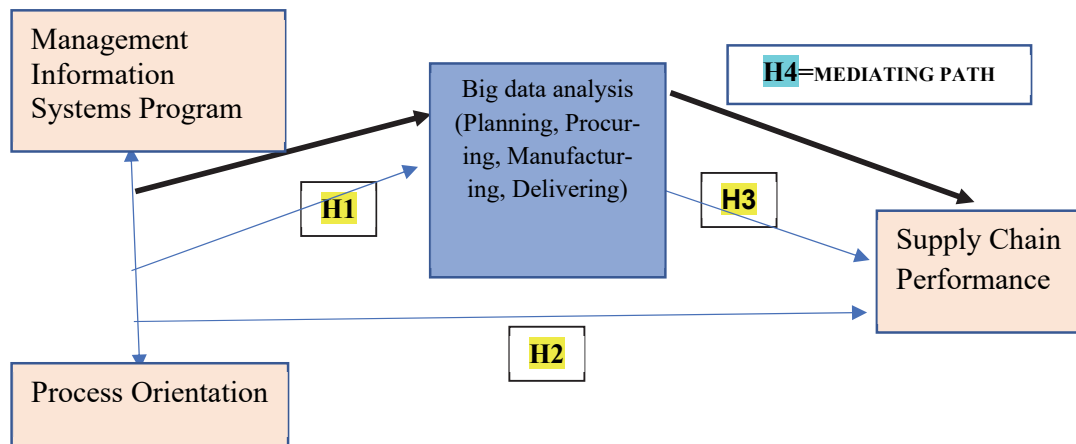 Management
Information
Systems Program
Big data analysis
(Planning, Procur-
ing, Manufactur-
ing, Delivering)
H4=MEDIATING PATH
H1
H3
Supply Chain
Performance
H2
Process Orientation